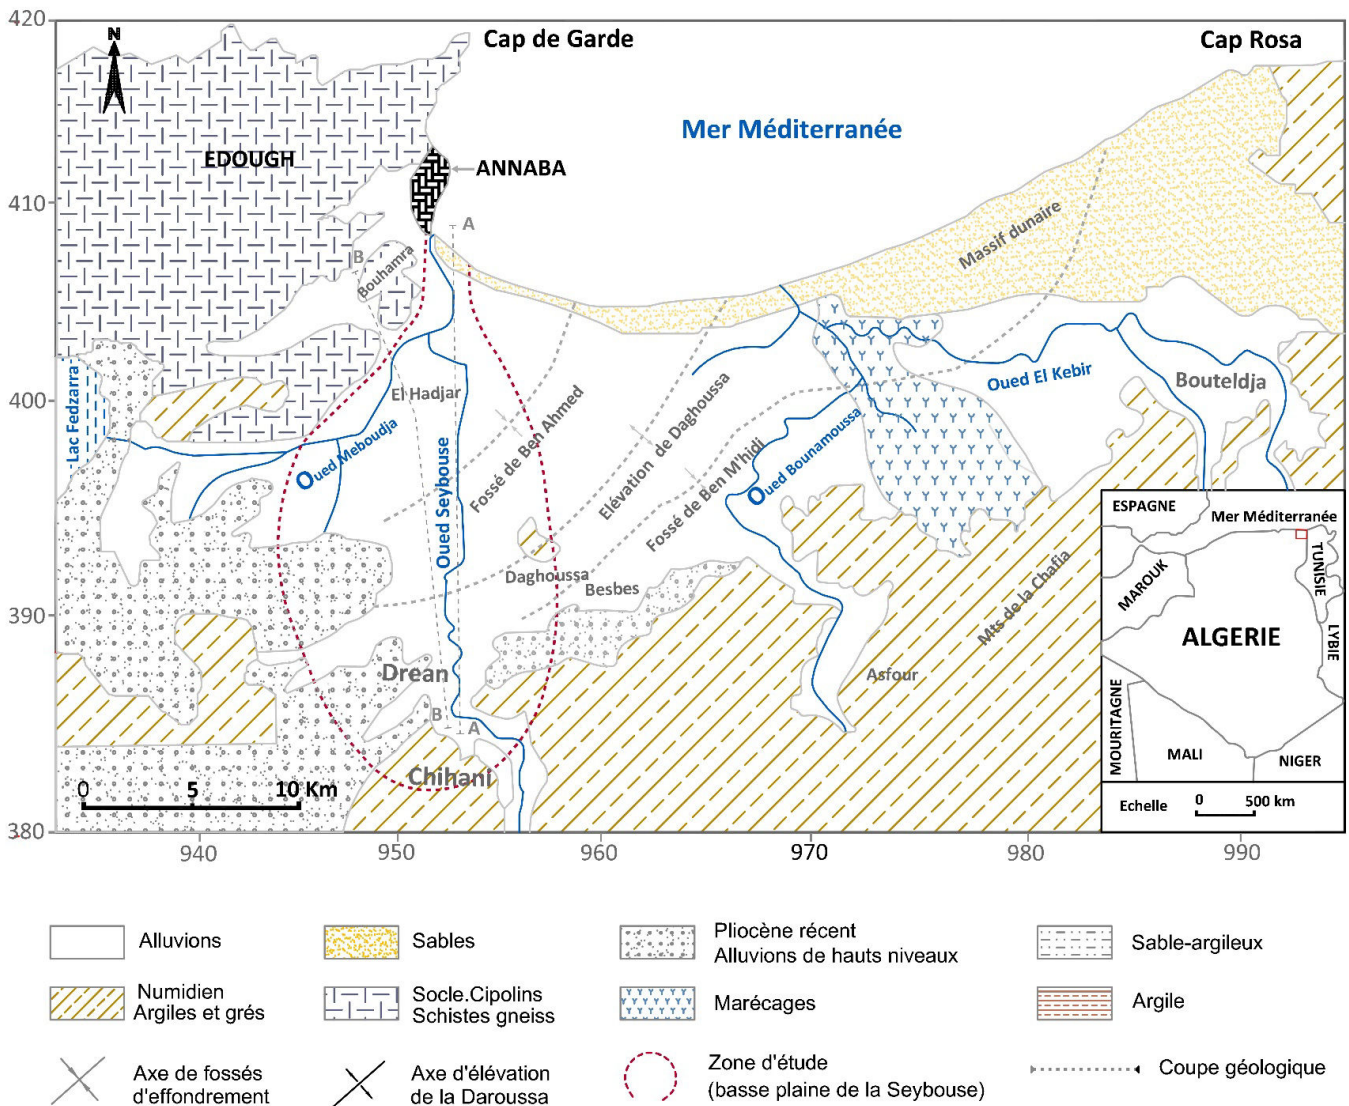 420
N
Cap de Garde
Cap Rosa
Mer Méditerranée
EDOUGH
ANNABA
410
A
B
Bouhamra
Massif dunaire
Lac Fedzarra
400
El Hadjar
Oued Meboudja
Oued Seybouse
Fossé de Ben Ahmed
Elévation de Daghoussa
Fossé de Ben M'hidi
Oued Bounamoussa
Oued El Kebir
Bouteldja
Daghoussa
Besbes
Mts de la Chafia
390
Drean
Asfour
B
A
Chihani
0 5 10 Km
380
940 950 960 970 980 990
ESPAGNE
Mer Méditerranée
MAROUK
TUNISIE
ALGERIE
LYBIE
MOURITAGNE
MALI
NIGER
Echelle 0 500 km
Alluvions
Sables
Pliocène récent
Alluvions de hauts niveaux
Sable-argileux
Numidien
Argiles et grés
Socle.Cipolins
Schistes gneiss
Marécages
Argile
Axe de fossés
d'effondrement
Axe d'élévation
de la Daroussa
Zone d'étude
(basse plaine de la Seybouse)
Coupe géologique